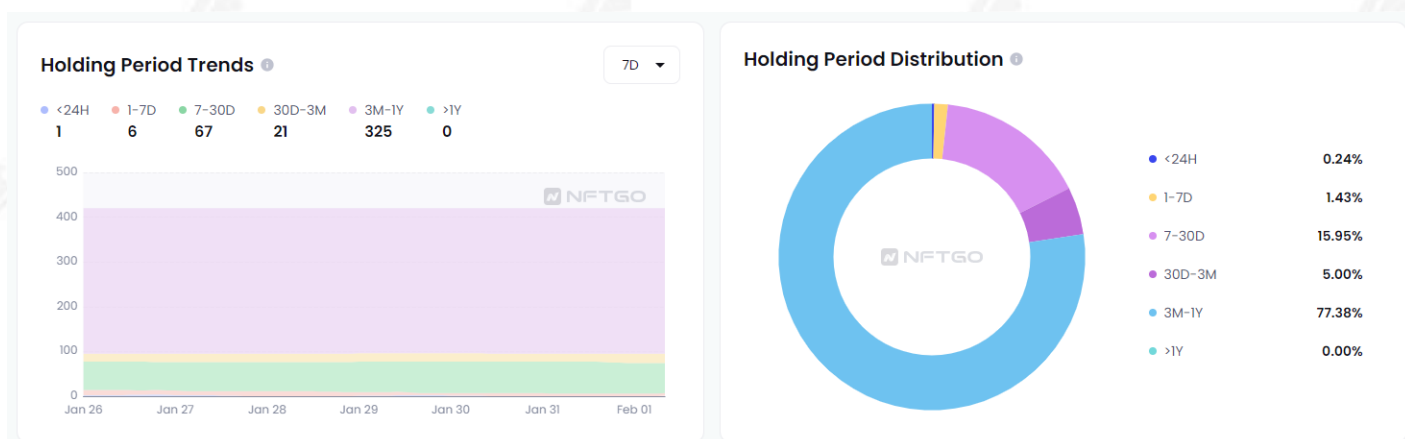 Holding Period Trends
7D
<24H 1-7D 7-30D 30D-3M 3M-1Y >1Y
1 6 67 21 325 0
500
NFTGO
400
300
200
100
0
Jan 26 Jan 27 Jan 28 Jan 29 Jan 30 Jan 31 Feb 01
Holding Period Distribution
NFTGO
<24H 0.24%
1-7D 1.43%
7-30D 15.95%
30D-3M 5.00%
3M-1Y 77.38%
>1Y 0.00%